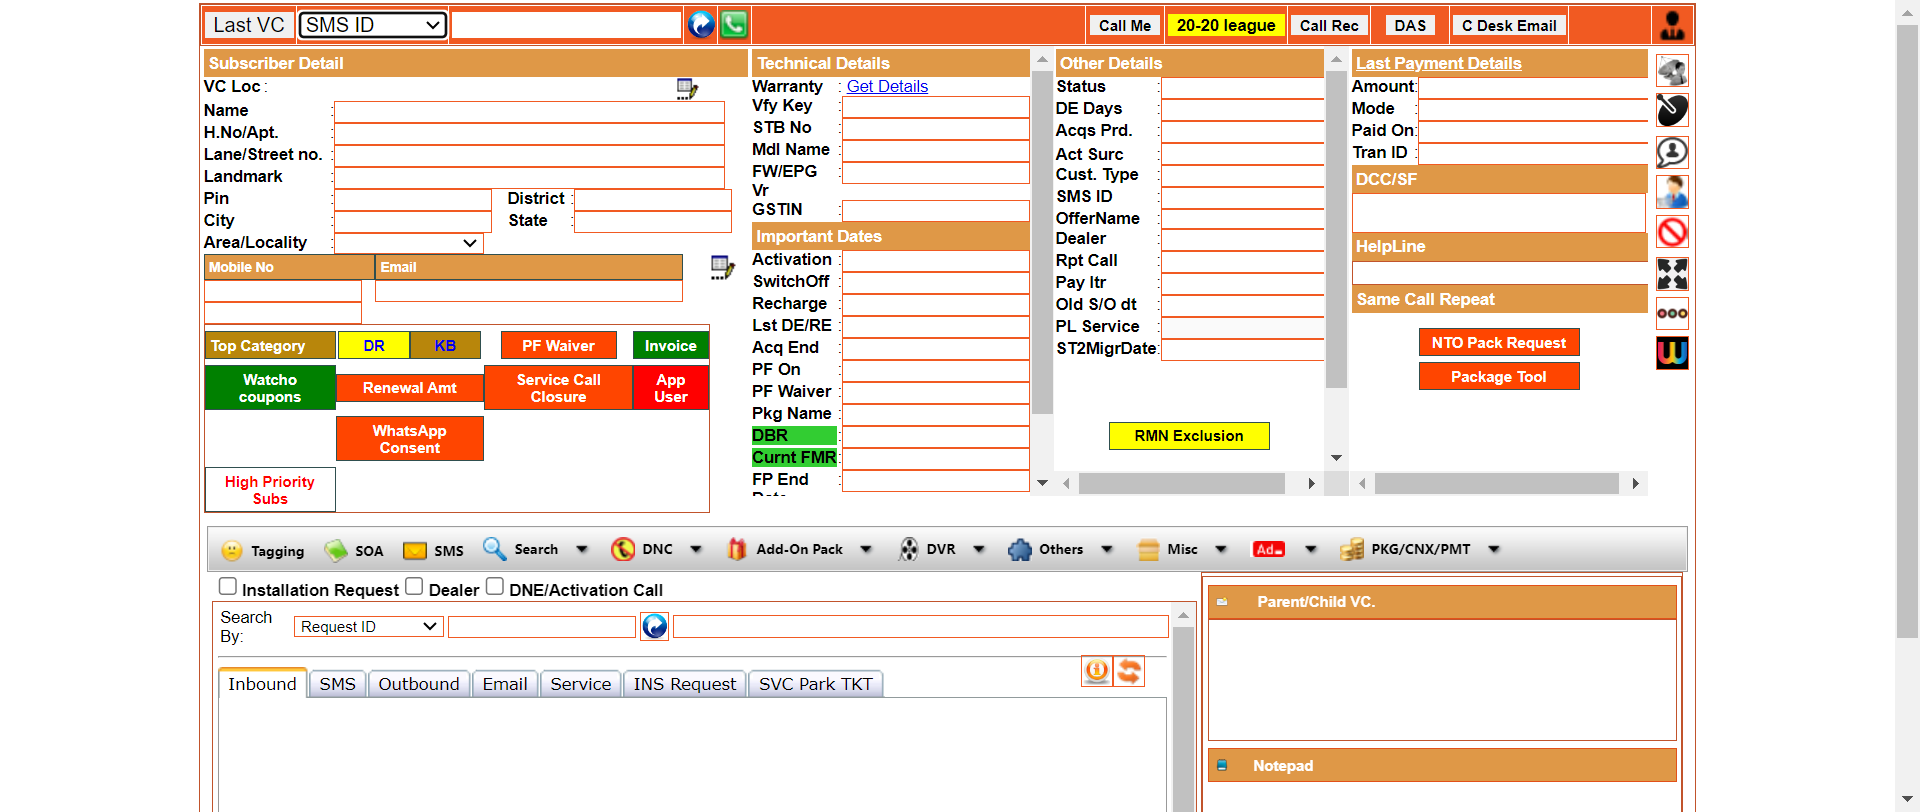 Last VC SMS ID Call Me 20-20 league Call Rec DAS C Desk Email
Subscriber Detail
VC Loc :
Name :
H.No/Apt. :
Lane/Street no. :
Landmark :
Pin : District :
City : State :
Area/Locality :
Mobile No Email
Top Category DR KB PF Waiver Invoice
Watcho
coupons
Renewal Amt
Service Call
Closure
App
User
WhatsApp
Consent
High Priority
Subs
Technical Details
Warranty : Get Details
Vfy Key :
STB No :
Mdl Name :
FW/EPG :
Vr
GSTIN :
Important Dates
Activation :
SwitchOff :
Recharge :
Lst DE/RE :
Acq End :
PF On :
PF Waiver :
Pkg Name :
DBR :
Curnt FMR :
FP End :
Other Details
Status :
DE Days :
Acqs Prd. :
Act Surc :
Cust. Type :
SMS ID :
OfferName :
Dealer :
Rpt Call :
Pay Itr :
Old S/O dt :
PL Service :
ST2MigrDate:
RMN Exclusion
Last Payment Details
Amount:
Mode :
Paid On:
Tran ID :
DCC/SF
HelpLine
Same Call Repeat
NTO Pack Request
Package Tool
Tagging SOA SMS Search DNC Add-On Pack DVR Others Misc Ad PKG/CNX/PMT
Installation Request Dealer DNE/Activation Call
Search
By:
Request ID
Inbound SMS Outbound Email Service INS Request SVC Park TKT
Parent/Child VC.
Notepad